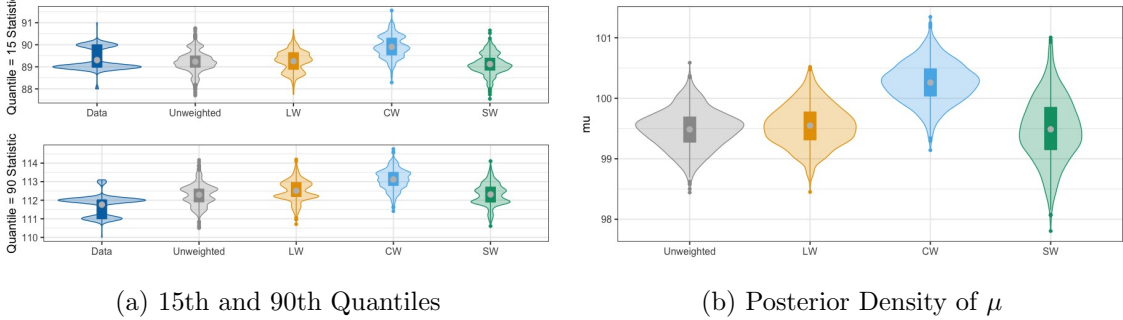 Quantile = 15 Statistic
91
90
89
88
Data Unweighted LW CW SW
Quantile = 90 Statistic
114
113
112
111
110
Data Unweighted LW CW SW
(a) 15th and 90th Quantiles
mu
101
100
99
98
Unweighted LW CW SW
(b) Posterior Density of μ